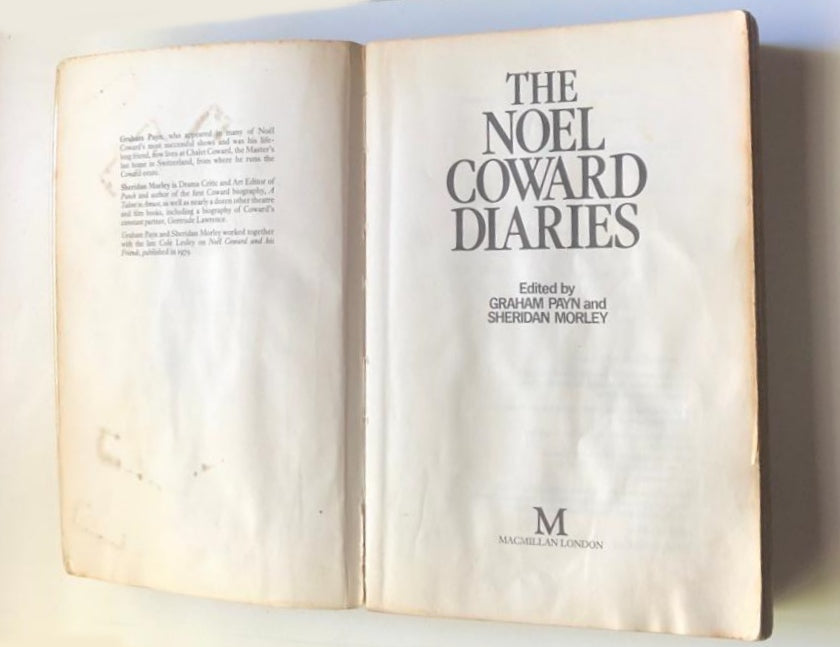 Graham Payn, who appeared in many of Noël
Coward's most successful shows and was his life-
long friend, now lives at Chalet Coward, the Master's
last home in Switzerland, from where he runs the
Coward estate.
Sheridan Morley is Drama Critic and Art Editor of
Punch and author of the first Coward biography, A
Talent to Amuse, as well as nearly a dozen other theatre
and film books, including a biography of Coward's
constant partner, Gertrude Lawrence.
Graham Payn and Sheridan Morley worked together
with the late Cole Lesley on Noël Coward and his
Friends, published in 1979.
THE
NOEL
COWARD
DIARIES
Edited by
GRAHAM PAYN and
SHERIDAN MORLEY
M
MACMILLAN LONDON